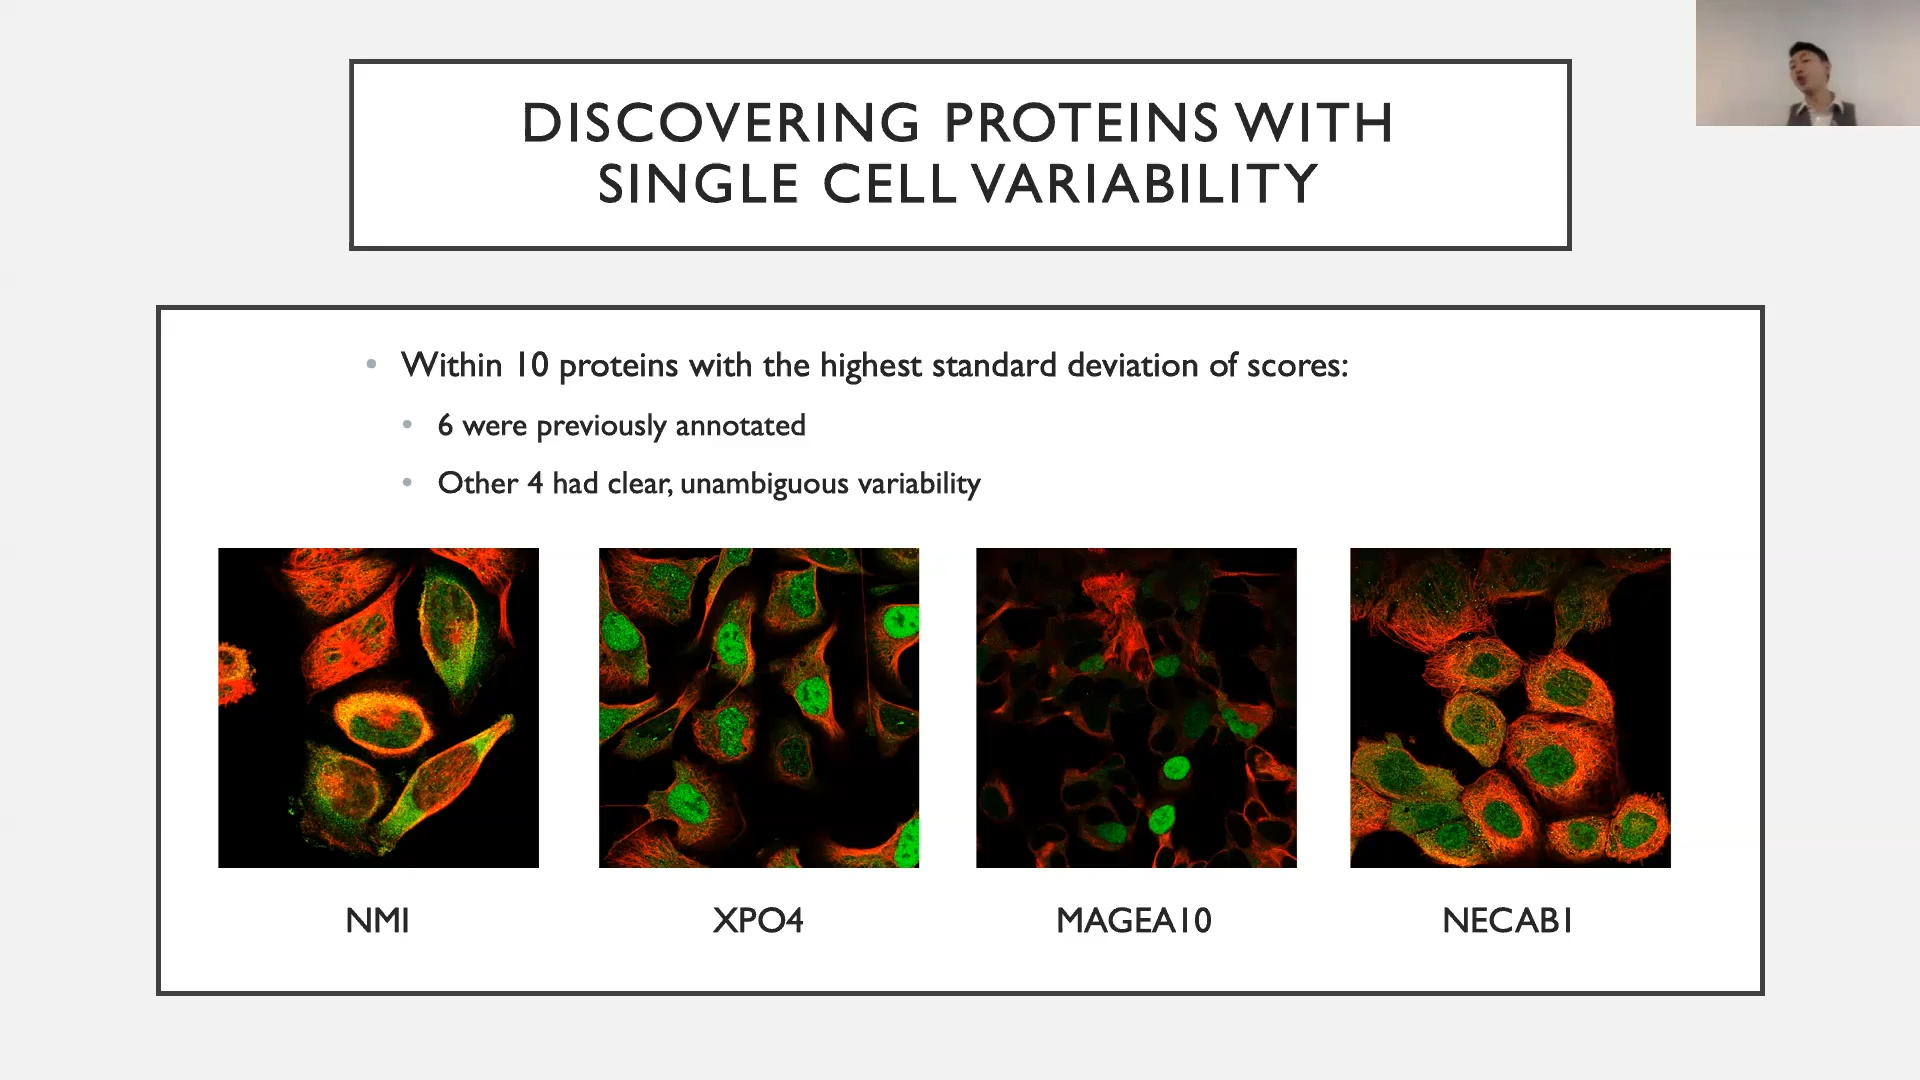 DISCOVERING PROTEINS WITH
SINGLE CELL VARIABILITY
• Within 10 proteins with the highest standard deviation of scores:
• 6 were previously annotated
• Other 4 had clear, unambiguous variability
NMI
XPO4
MAGEA10
NECAB1